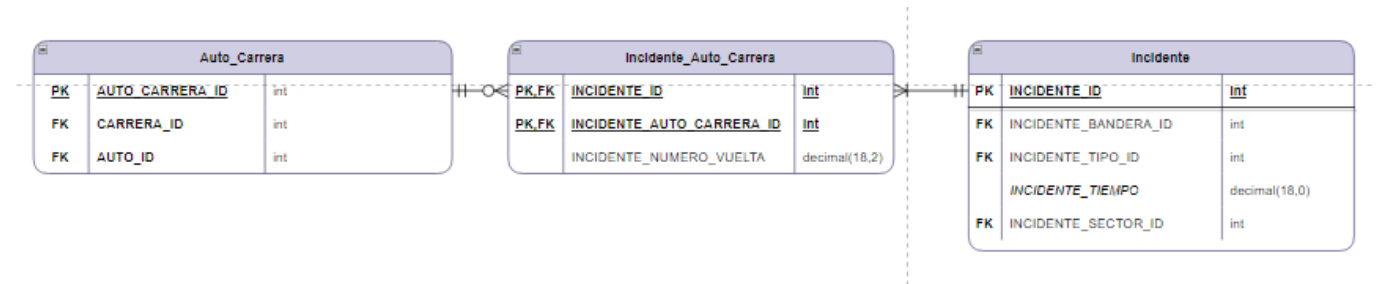 Auto_Carrera
PK AUTO_CARRERA_ID int
FK CARRERA_ID int
FK AUTO_ID int
Incidente_Auto_Carrera
PK,FK INCIDENTE_ID Int
PK,FK INCIDENTE_AUTO_CARRERA_ID Int
INCIDENTE_NUMERO_VUELTA decimal(18,2)
Incidente
PK INCIDENTE_ID Int
FK INCIDENTE_BANDERA_ID int
FK INCIDENTE_TIPO_ID int
INCIDENTE_TIEMPO decimal(18,0)
FK INCIDENTE_SECTOR_ID int